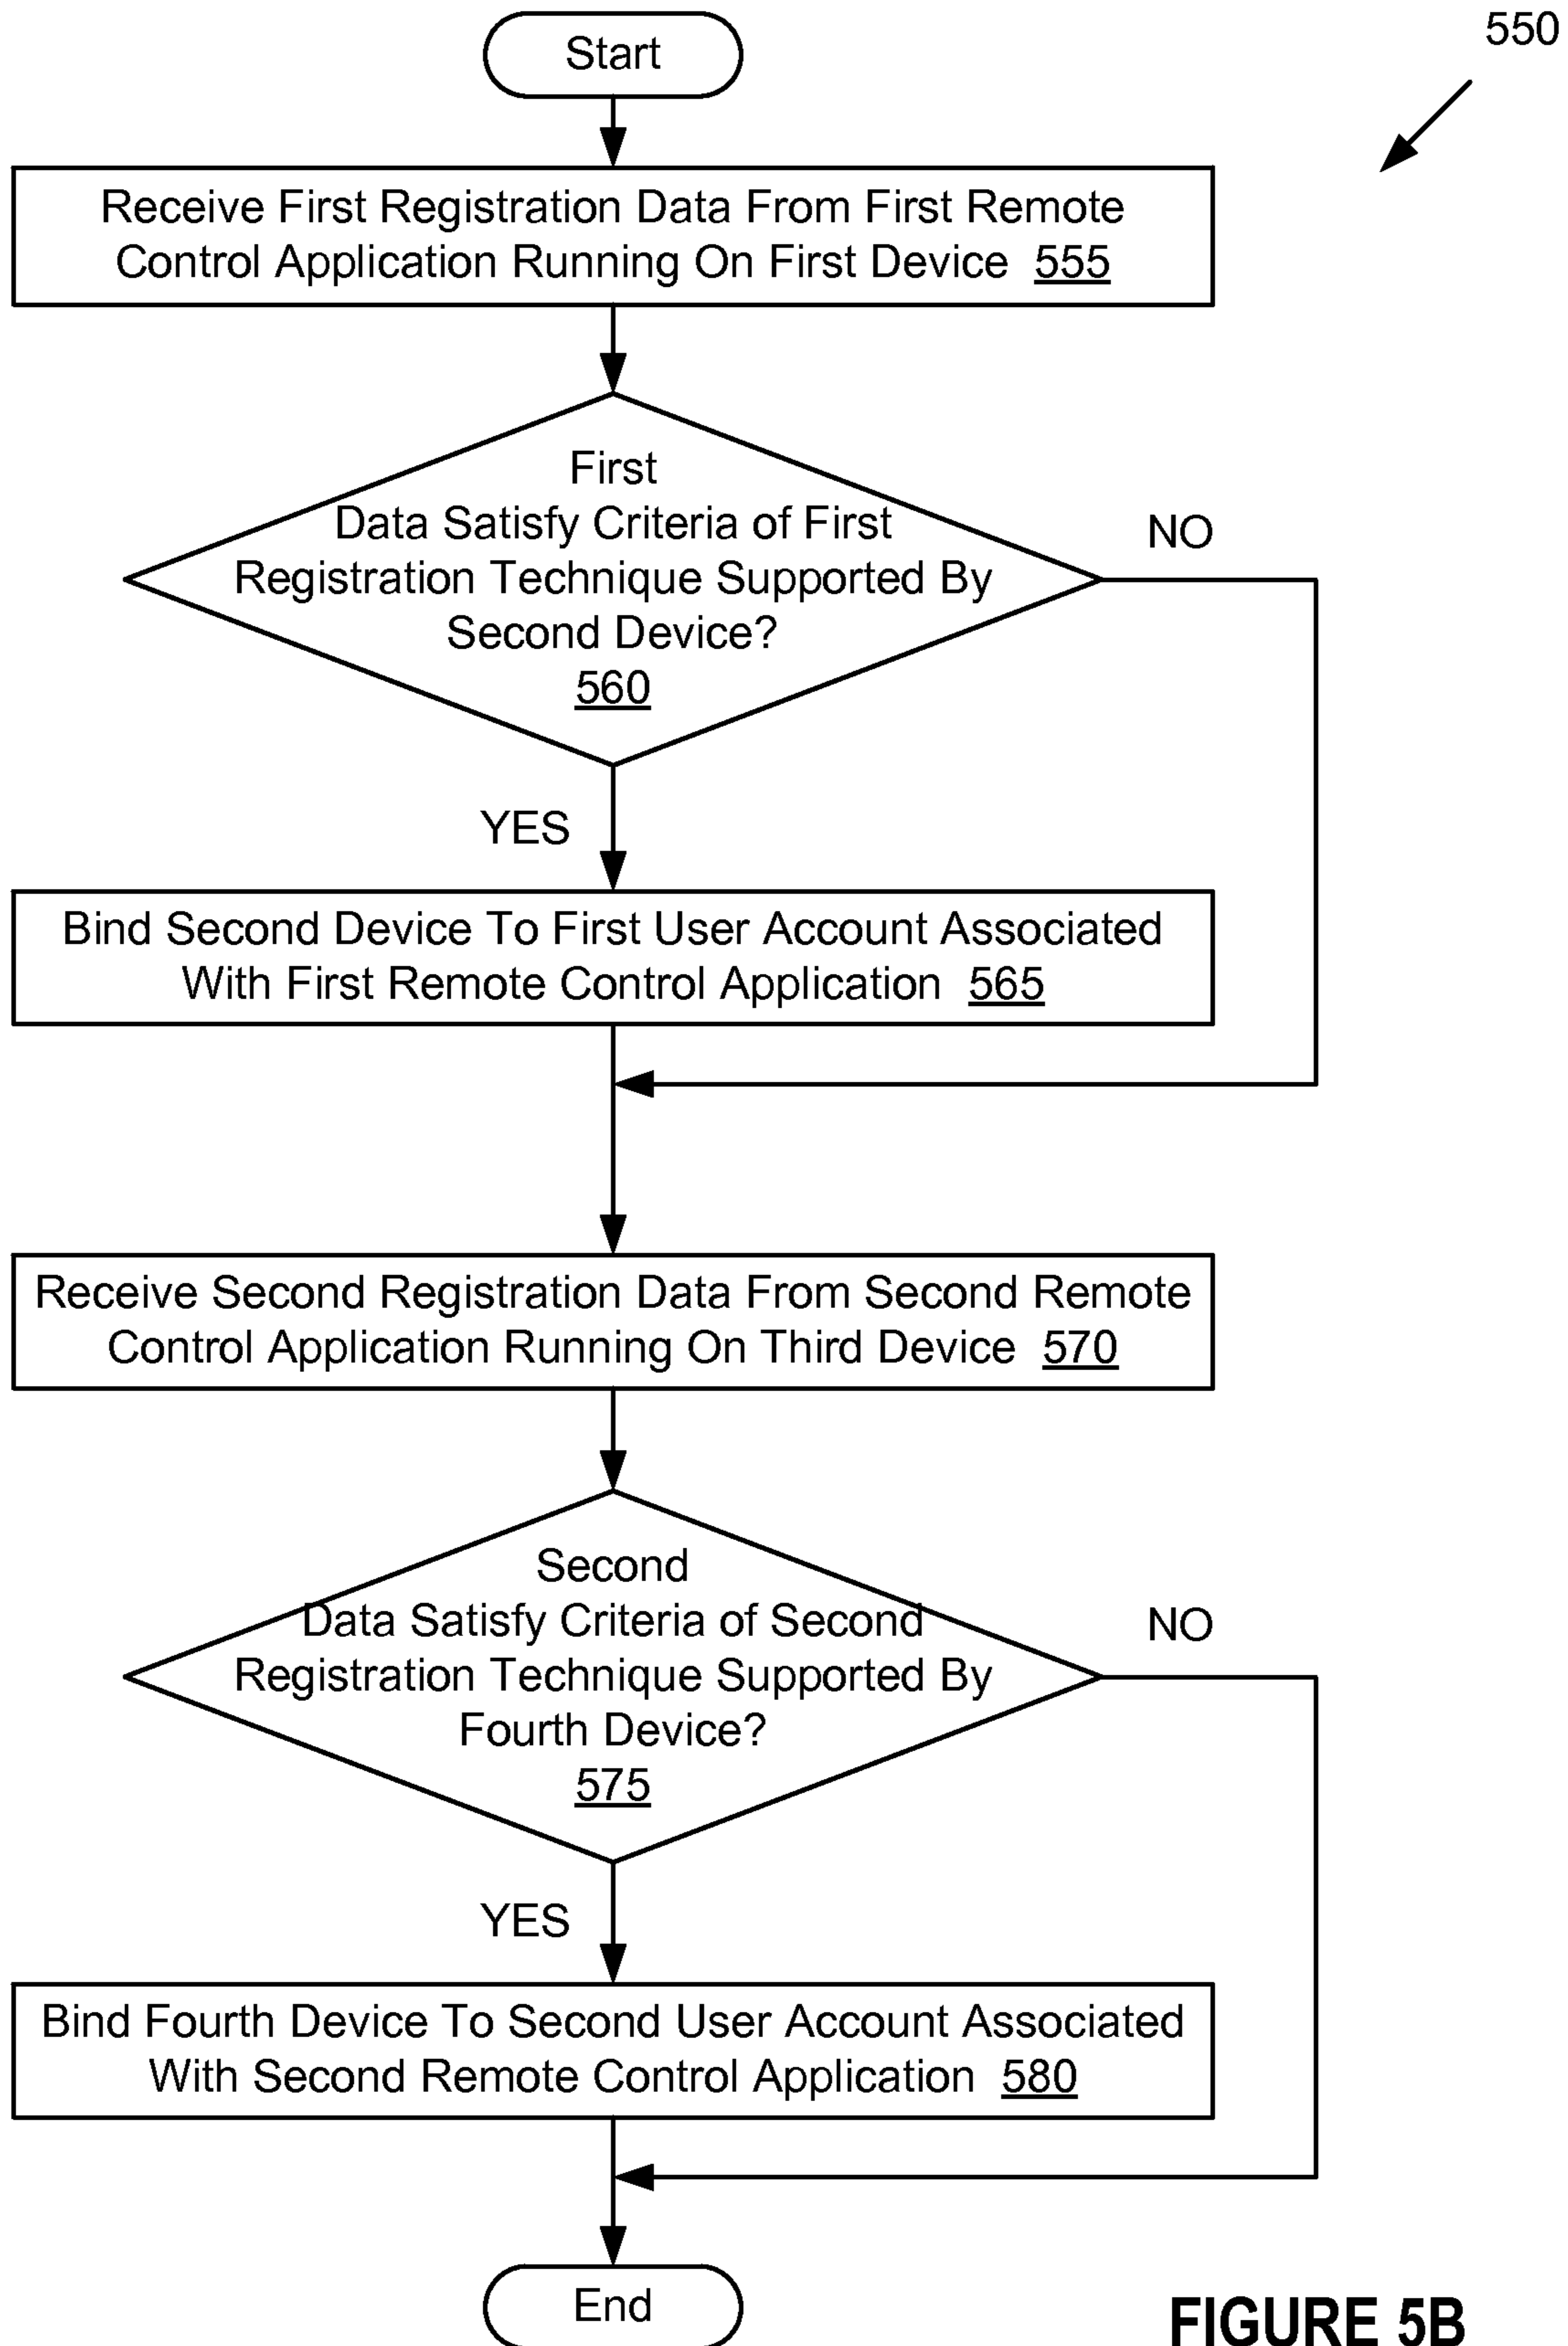 550
Start
Receive First Registration Data From First Remote
Control Application Running On First Device 555
First
Data Satisfy Criteria of First
Registration Technique Supported By
Second Device?
560
NO
YES
Bind Second Device To First User Account Associated
With First Remote Control Application 565
Receive Second Registration Data From Second Remote
Control Application Running On Third Device 570
Second
Data Satisfy Criteria of Second
Registration Technique Supported By
Fourth Device?
575
NO
YES
Bind Fourth Device To Second User Account Associated
With Second Remote Control Application 580
End
FIGURE 5B